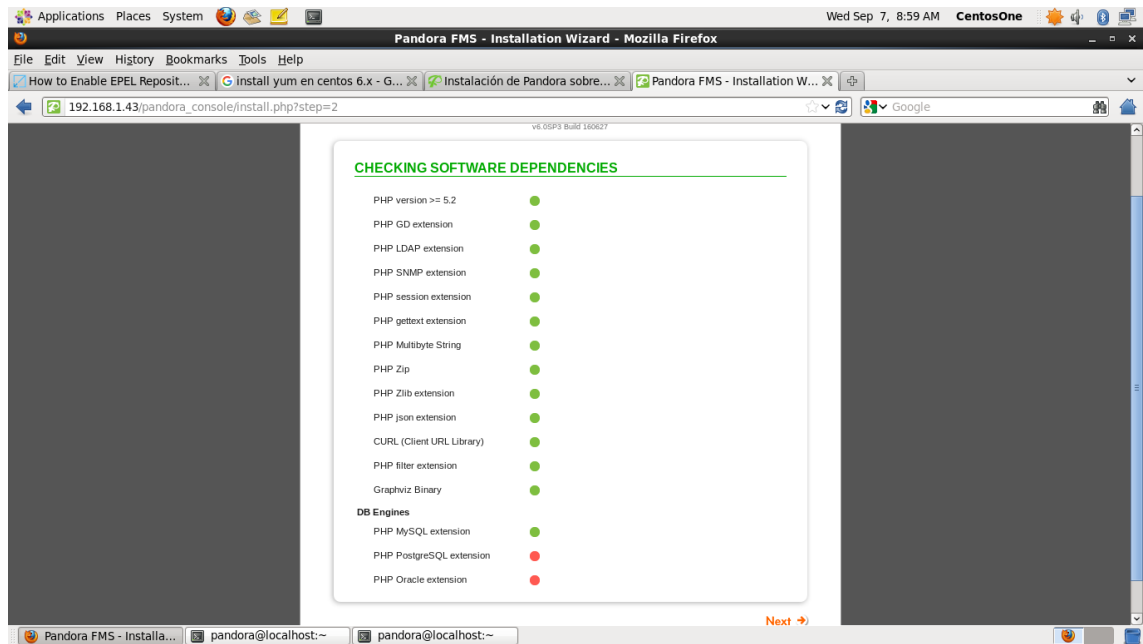 Applications Places System Wed Sep 7, 8:59 AM CentosOne
Pandora FMS - Installation Wizard - Mozilla Firefox
File Edit View History Bookmarks Tools Help
How to Enable EPEL Reposit... install yum en centos 6.x - G... Instalación de Pandora sobre... Pandora FMS - Installation W...
192.168.1.43/pandora_console/install.php?step=2 Google
v6.0SP3 Build 160627
CHECKING SOFTWARE DEPENDENCIES
PHP version >= 5.2
PHP GD extension
PHP LDAP extension
PHP SNMP extension
PHP session extension
PHP gettext extension
PHP Multibyte String
PHP Zip
PHP Zlib extension
PHP json extension
CURL (Client URL Library)
PHP filter extension
Graphviz Binary
DB Engines
PHP MySQL extension
PHP PostgreSQL extension
PHP Oracle extension
Next
Pandora FMS - Installa... pandora@localhost:~ pandora@localhost:~